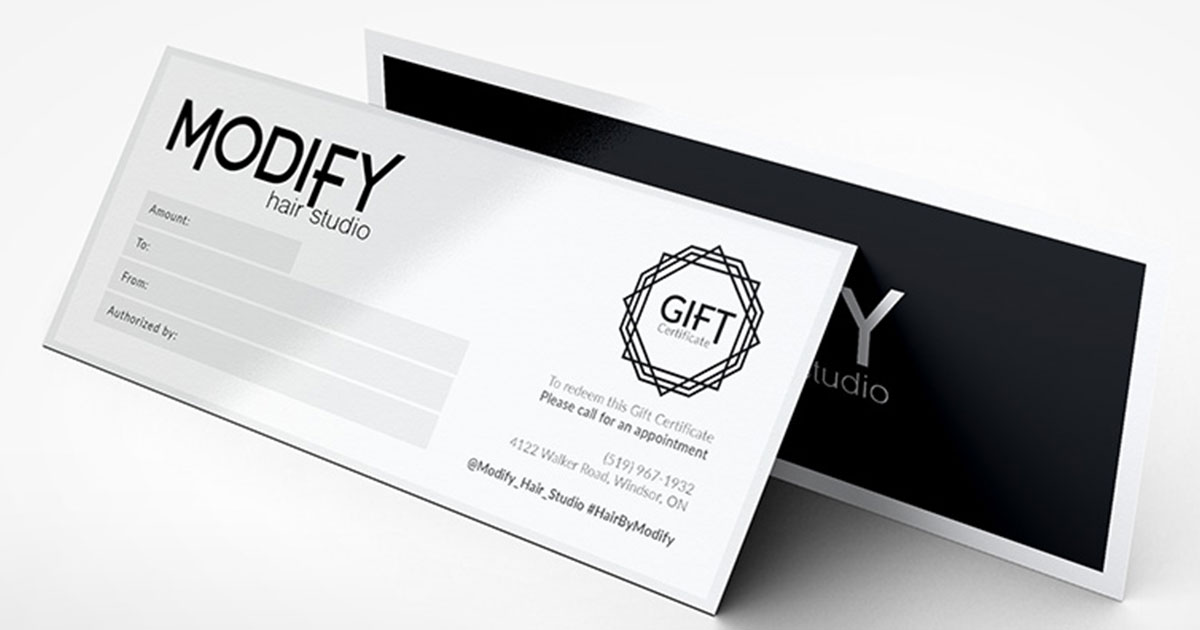 MODIFY
hair studio
Amount:
To:
From:
Authorized by:
GIFT
Certificate
To redeem this Gift Certificate
Please call for an appointment
(519) 967-1932
4122 Walker Road, Windsor, ON
@Modify_Hair_Studio #HairByModify
Y
studio